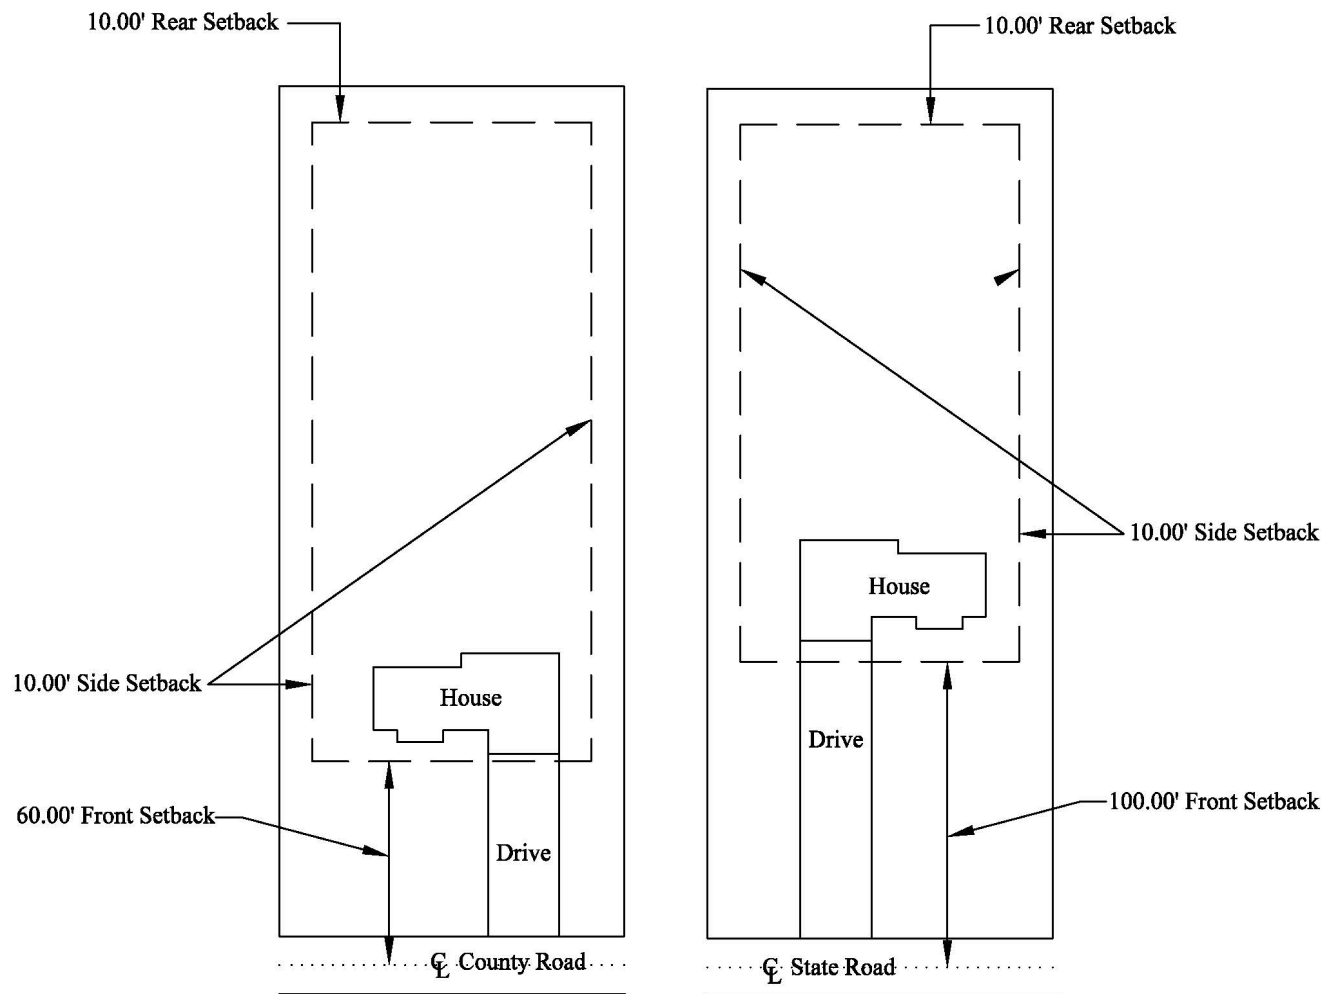 10.00' Rear Setback
10.00' Rear Setback
10.00' Side Setback
House
House
10.00' Side Setback
Drive
60.00' Front Setback
100.00' Front Setback
Drive
℄ County Road
℄ State Road